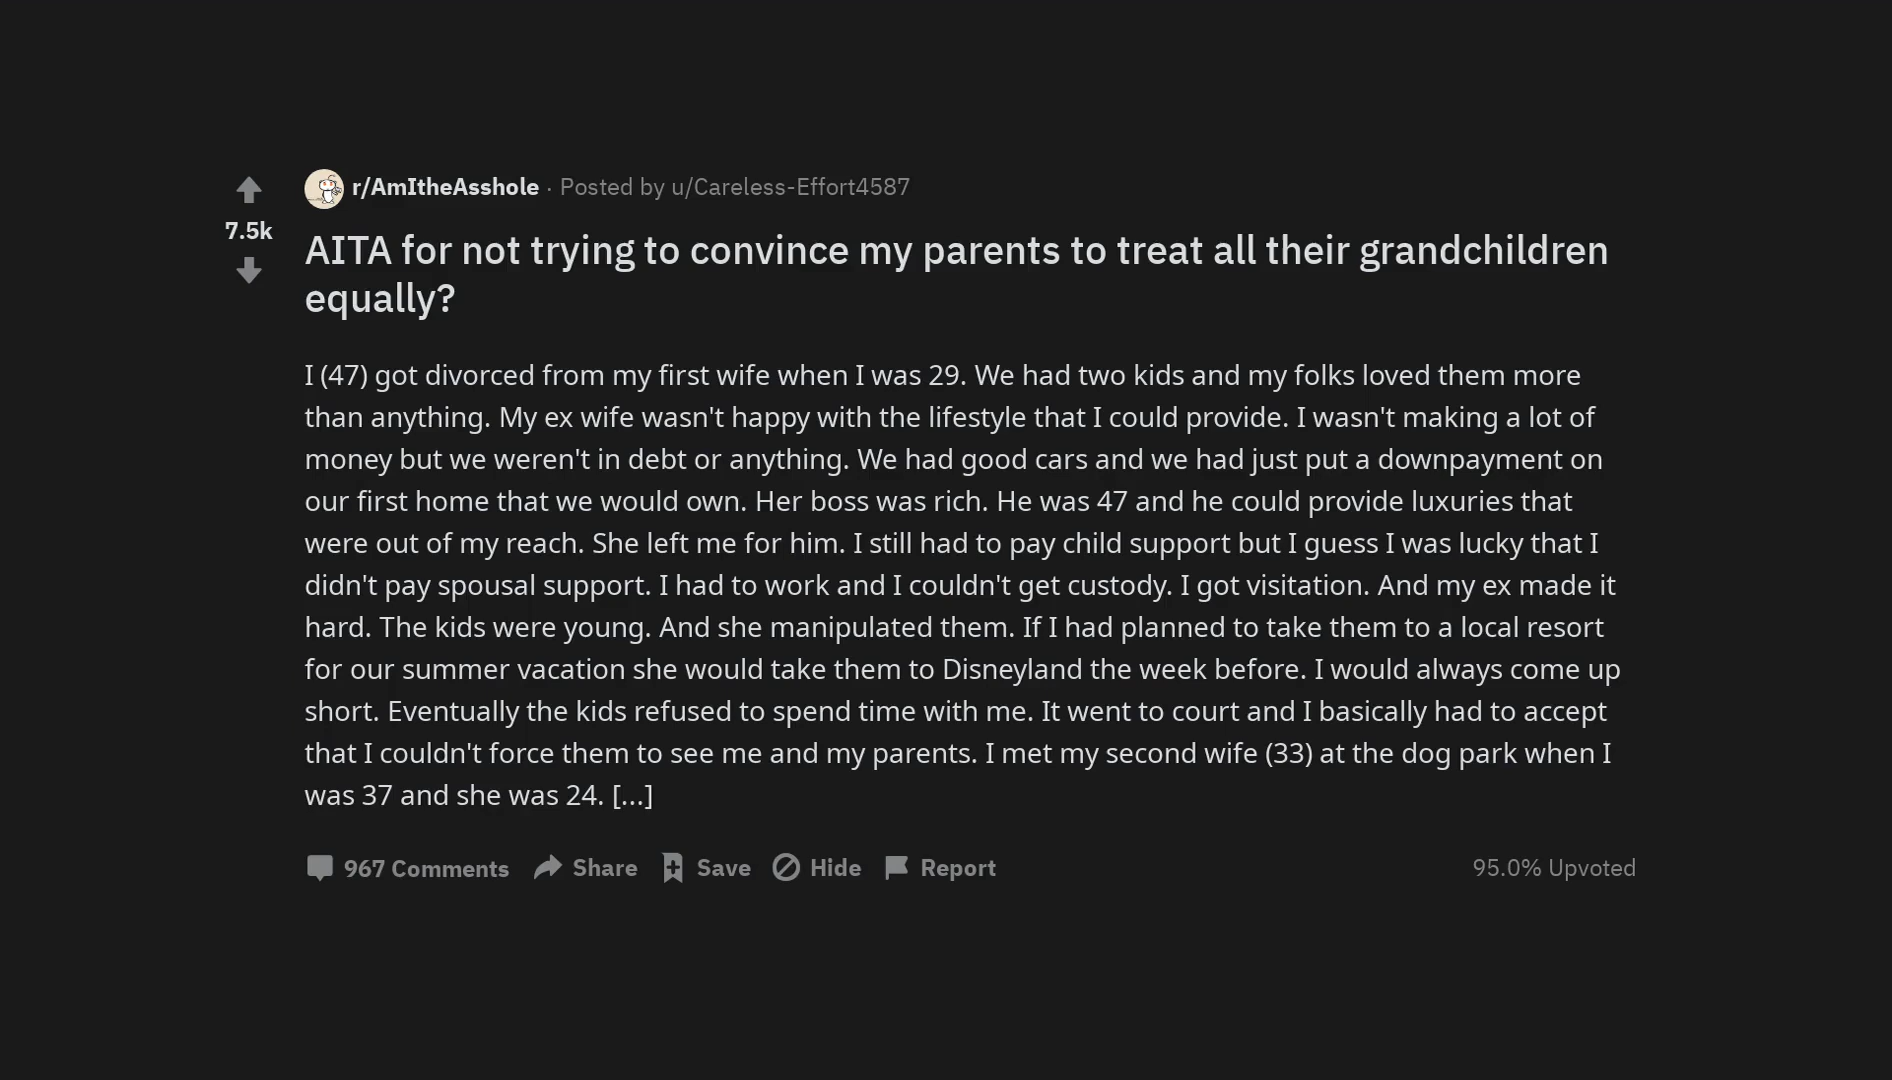 r/AmItheAsshole · Posted by u/Careless-Effort4587
7.5k
AITA for not trying to convince my parents to treat all their grandchildren
equally?
I (47) got divorced from my first wife when I was 29. We had two kids and my folks loved them more
than anything. My ex wife wasn't happy with the lifestyle that I could provide. I wasn't making a lot of
money but we weren't in debt or anything. We had good cars and we had just put a downpayment on
our first home that we would own. Her boss was rich. He was 47 and he could provide luxuries that
were out of my reach. She left me for him. I still had to pay child support but I guess I was lucky that I
didn't pay spousal support. I had to work and I couldn't get custody. I got visitation. And my ex made it
hard. The kids were young. And she manipulated them. If I had planned to take them to a local resort
for our summer vacation she would take them to Disneyland the week before. I would always come up
short. Eventually the kids refused to spend time with me. It went to court and I basically had to accept
that I couldn't force them to see me and my parents. I met my second wife (33) at the dog park when I
was 37 and she was 24. [...]
967 Comments Share Save Hide Report 95.0% Upvoted